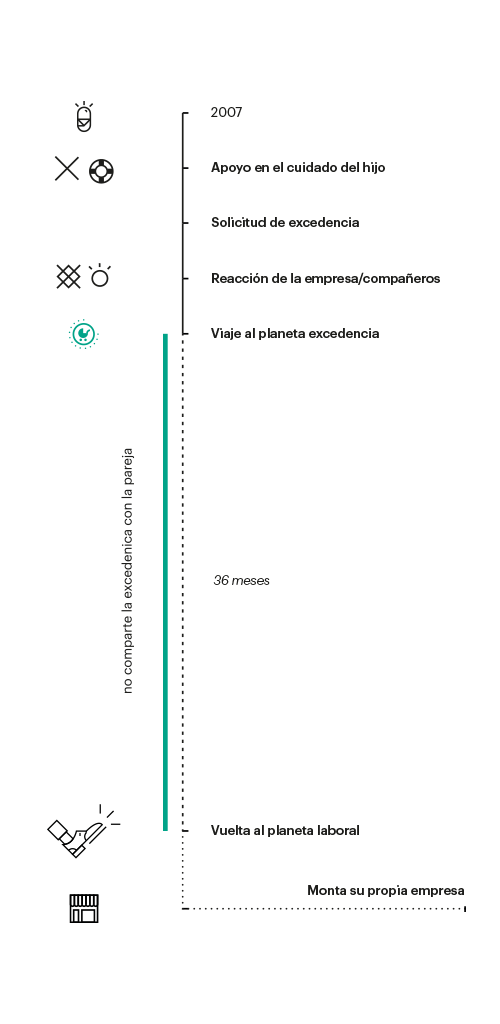 2007
Apoyo en el cuidado del hijo
Solicitud de excedencia
Reacción de la empresa/compañeros
Viaje al planeta excedencia
no comparte la excedenica con la pareja
36 meses
Vuelta al planeta laboral
Monta su propia empresa